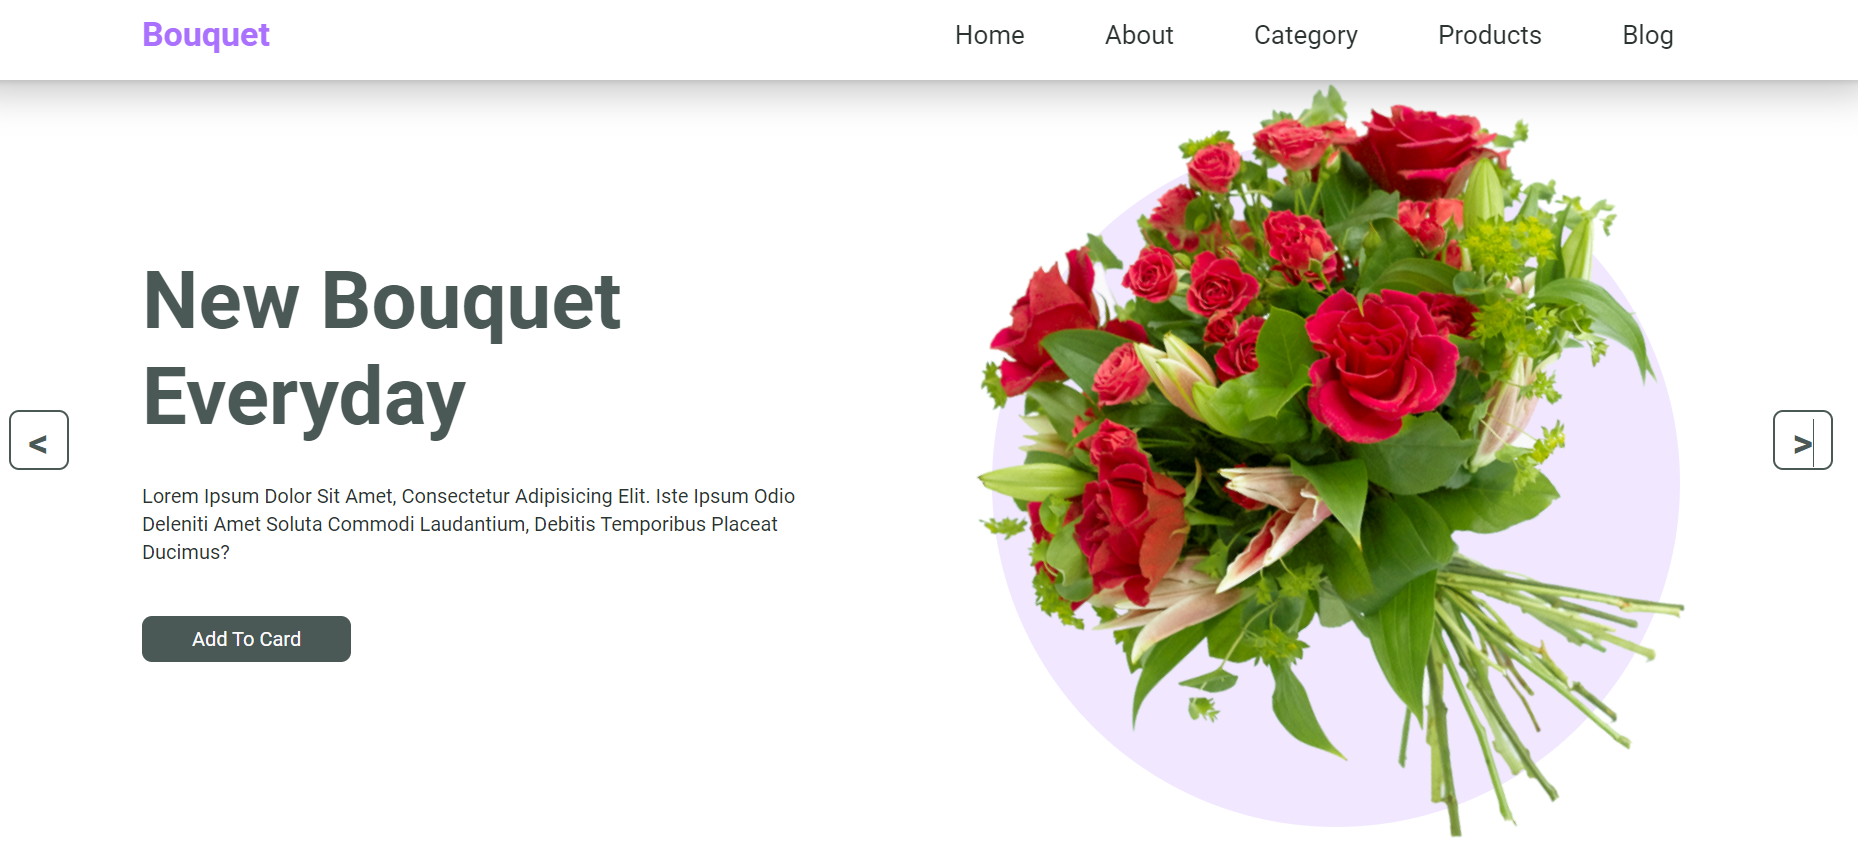 Bouquet
Home About Category Products Blog
New Bouquet
Everyday
<
>
Lorem Ipsum Dolor Sit Amet, Consectetur Adipisicing Elit. Iste Ipsum Odio
Deleniti Amet Soluta Commodi Laudantium, Debitis Temporibus Placeat
Ducimus?
Add To Card